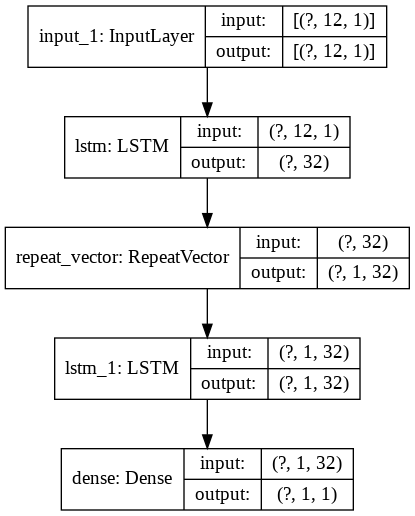 input_1: InputLayer input: [(?, 12, 1)]
output: [(?, 12, 1)]
lstm: LSTM input: (?, 12, 1)
output: (?, 32)
repeat_vector: RepeatVector input: (?, 32)
output: (?, 1, 32)
lstm_1: LSTM input: (?, 1, 32)
output: (?, 1, 32)
dense: Dense input: (?, 1, 32)
output: (?, 1, 1)